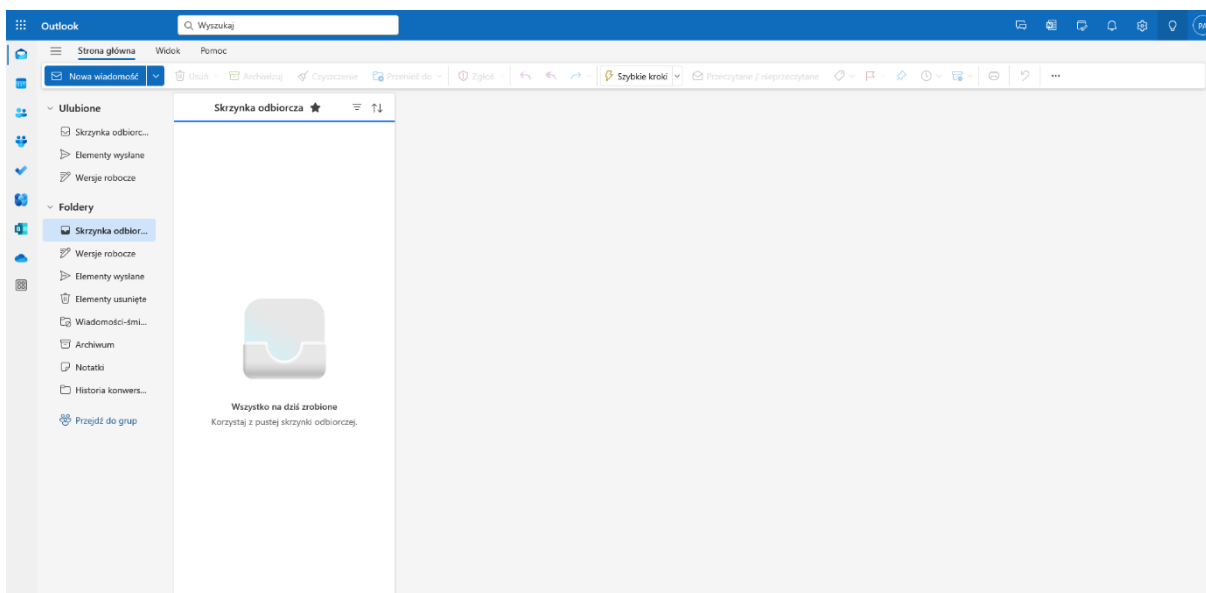 Outlook
Wyszukaj
PA
Strona główna Widok Pomoc
Nowa wiadomość Usuń Archiwizuj Czyszczenie Przenieś do Zgłoś Szybkie kroki Przeczytane / nieprzeczytane
Ulubione
Skrzynka odbiorc...
Elementy wysłane
Wersje robocze
Foldery
Skrzynka odbior...
Wersje robocze
Elementy wysłane
Elementy usunięte
Wiadomości-śmi...
Archiwum
Notatki
Historia konwers...
Przejdź do grup
Skrzynka odbiorcza
Wszystko na dziś zrobione
Korzystaj z pustej skrzynki odbiorczej.